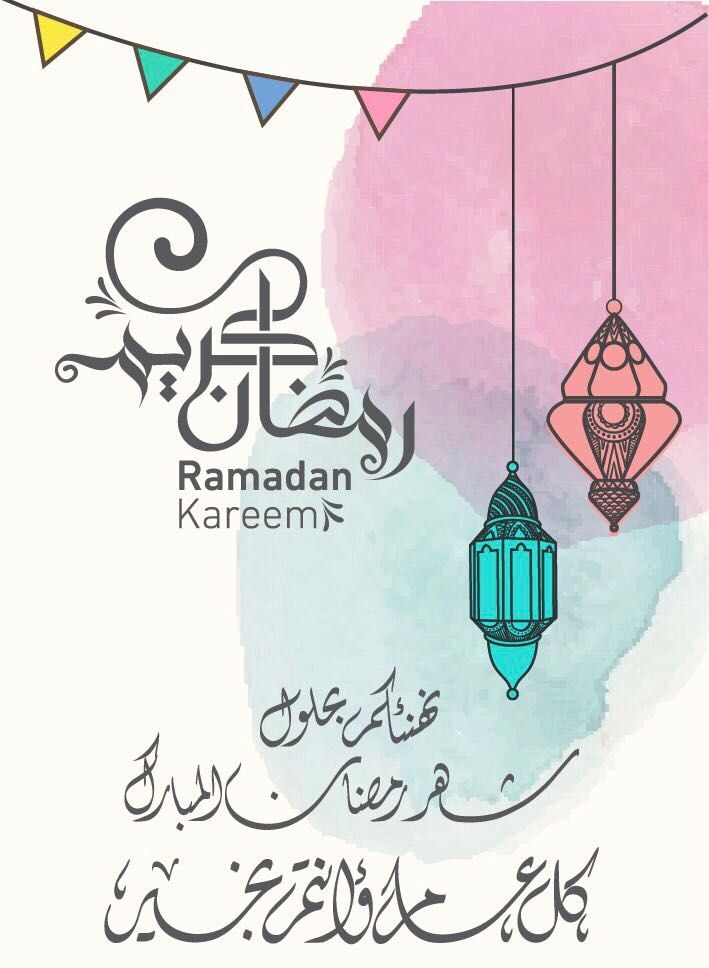 رمضان كريم
Ramadan
Kareem
نهنئكم بحلول
شهر رمضان المبارك
كل عام وأنتم بخير